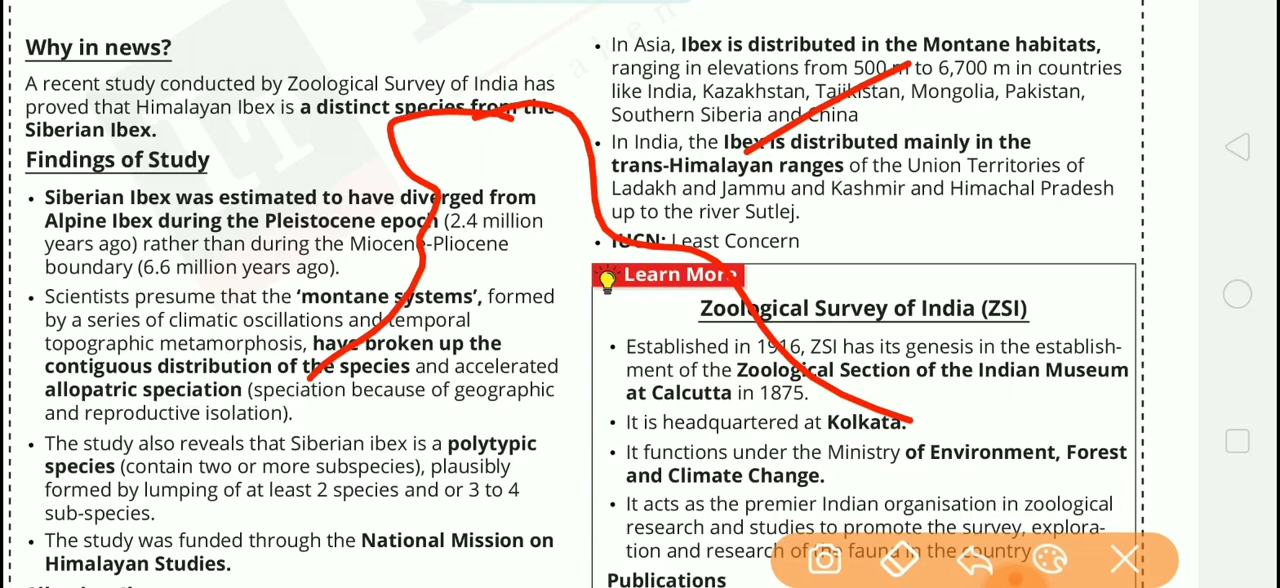 Why in news?
A recent study conducted by Zoological Survey of India has
proved that Himalayan Ibex is a distinct species from the
Siberian Ibex.
Findings of Study
• Siberian Ibex was estimated to have diverged from
Alpine Ibex during the Pleistocene epoch (2.4 million
years ago) rather than during the Miocene-Pliocene
boundary (6.6 million years ago).
• Scientists presume that the ‘montane systems’, formed
by a series of climatic oscillations and temporal
topographic metamorphosis, have broken up the
contiguous distribution of the species and accelerated
allopatric speciation (speciation because of geographic
and reproductive isolation).
• The study also reveals that Siberian ibex is a polytypic
species (contain two or more subspecies), plausibly
formed by lumping of at least 2 species and or 3 to 4
sub-species.
• The study was funded through the National Mission on
Himalayan Studies.
• In Asia, Ibex is distributed in the Montane habitats,
ranging in elevations from 500 m to 6,700 m in countries
like India, Kazakhstan, Tajikistan, Mongolia, Pakistan,
Southern Siberia and China
• In India, the Ibex is distributed mainly in the
trans-Himalayan ranges of the Union Territories of
Ladakh and Jammu and Kashmir and Himachal Pradesh
up to the river Sutlej.
• IUCN: Least Concern
Learn More
Zoological Survey of India (ZSI)
• Established in 1916, ZSI has its genesis in the establish-
ment of the Zoological Section of the Indian Museum
at Calcutta in 1875.
• It is headquartered at Kolkata.
• It functions under the Ministry of Environment, Forest
and Climate Change.
• It acts as the premier Indian organisation in zoological
research and studies to promote the survey, explora-
tion and research of the fauna in the country
Publications